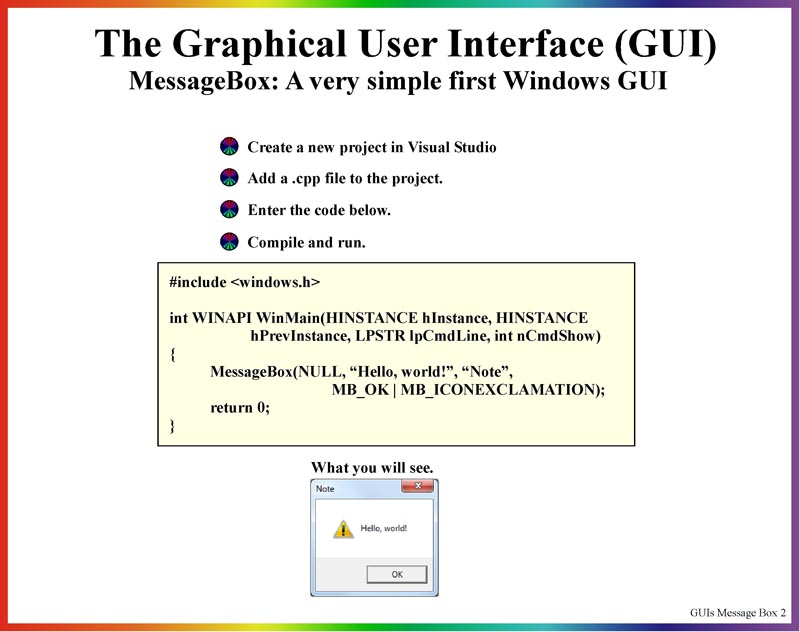 The Graphical User Interface (GUI)
MessageBox: A very simple first Windows GUI
Create a new project in Visual Studio
Add a .cpp file to the project.
Enter the code below.
Compile and run.
#include <windows.h>
int WINAPI WinMain(HINSTANCE hInstance, HINSTANCE
hPrevInstance, LPSTR lpCmdLine, int nCmdShow)
{
MessageBox(NULL, “Hello, world!”, “Note”,
MB_OK | MB_ICONEXCLAMATION);
return 0;
}
What you will see.
Note
Hello, world!
OK
GUIs Message Box 2